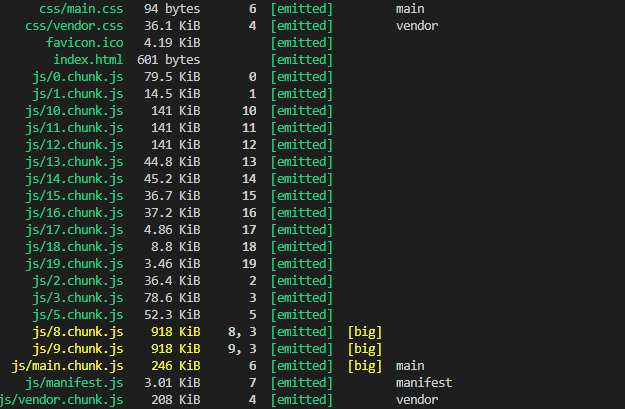 css/main.css 94 bytes 6 [emitted] main
css/vendor.css 36.1 KiB 4 [emitted] vendor
favicon.ico 4.19 KiB [emitted]
index.html 601 bytes [emitted]
js/0.chunk.js 79.5 KiB 0 [emitted]
js/1.chunk.js 14.5 KiB 1 [emitted]
js/10.chunk.js 141 KiB 10 [emitted]
js/11.chunk.js 141 KiB 11 [emitted]
js/12.chunk.js 141 KiB 12 [emitted]
js/13.chunk.js 44.8 KiB 13 [emitted]
js/14.chunk.js 45.2 KiB 14 [emitted]
js/15.chunk.js 36.7 KiB 15 [emitted]
js/16.chunk.js 37.2 KiB 16 [emitted]
js/17.chunk.js 4.86 KiB 17 [emitted]
js/18.chunk.js 8.8 KiB 18 [emitted]
js/19.chunk.js 3.46 KiB 19 [emitted]
js/2.chunk.js 36.4 KiB 2 [emitted]
js/3.chunk.js 78.6 KiB 3 [emitted]
js/5.chunk.js 52.3 KiB 5 [emitted]
js/8.chunk.js 918 KiB 8, 3 [emitted] [big]
js/9.chunk.js 918 KiB 9, 3 [emitted] [big]
js/main.chunk.js 246 KiB 6 [emitted] [big] main
js/manifest.js 3.01 KiB 7 [emitted] manifest
js/vendor.chunk.js 208 KiB 4 [emitted] vendor